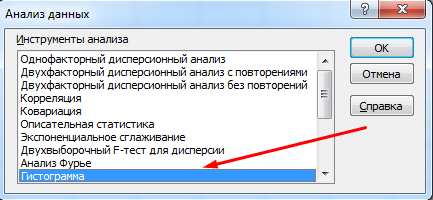 Анализ данных
Инструменты анализа
Однофакторный дисперсионный анализ
Двухфакторный дисперсионный анализ с повторениями
Двухфакторный дисперсионный анализ без повторений
Корреляция
Ковариация
Описательная статистика
Экспоненциальное сглаживание
Двухвыборочный F-тест для дисперсии
Анализ Фурье
Гистограмма
ОК
Отмена
Справка